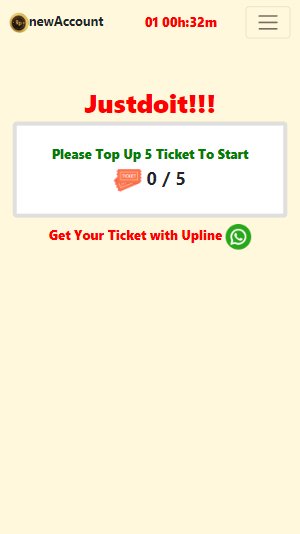 newAccount
01 00h:32m
Justdoit!!!
Please Top Up 5 Ticket To Start
TICKET
0 / 5
Get Your Ticket with Upline